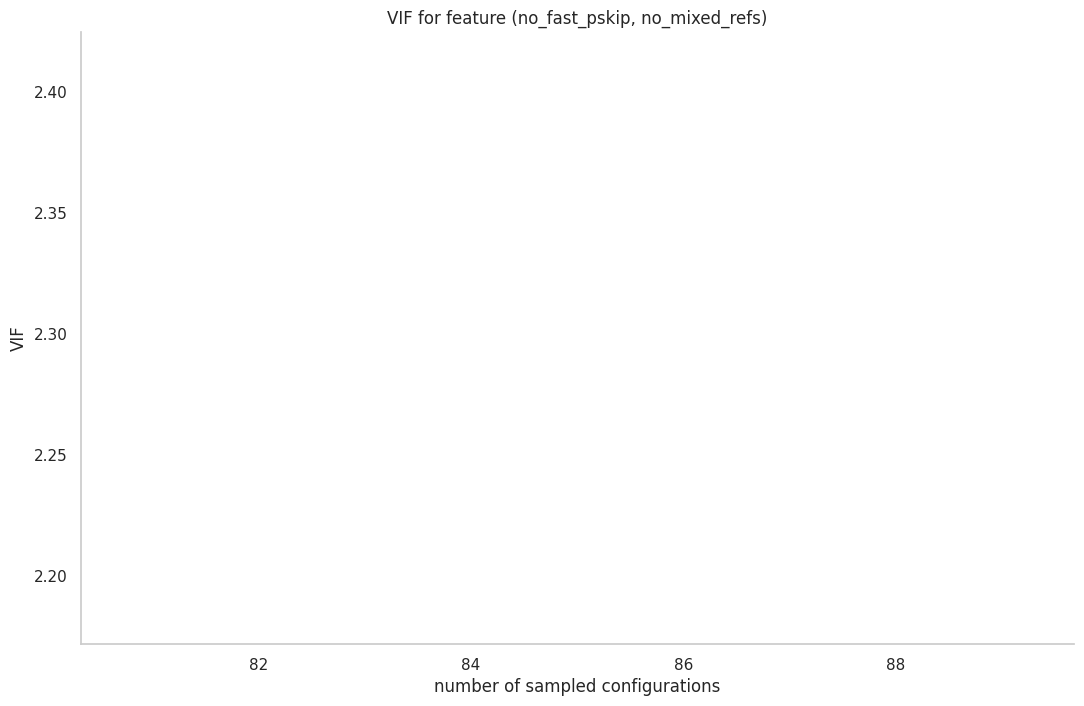 VIF for feature (no_fast_pskip, no_mixed_refs)
2.40
2.35
2.30
2.25
2.20
VIF
82 84 86 88
number of sampled configurations